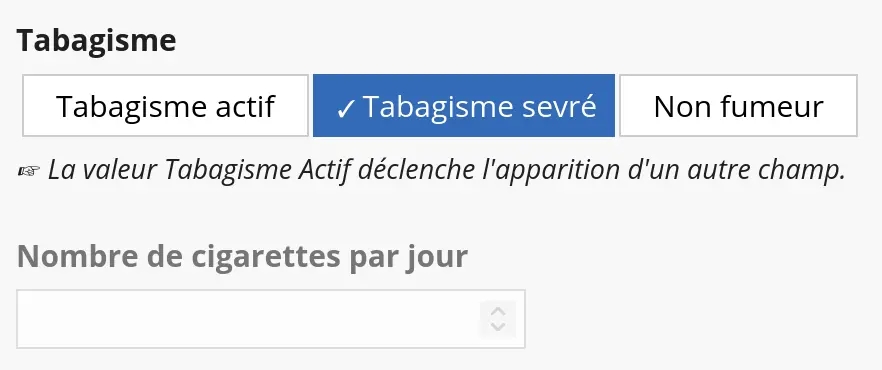 Tabagisme
Tabagisme actif ✓ Tabagisme sevré Non fumeur
☞ La valeur Tabagisme Actif déclenche l'apparition d'un autre champ.
Nombre de cigarettes par jour